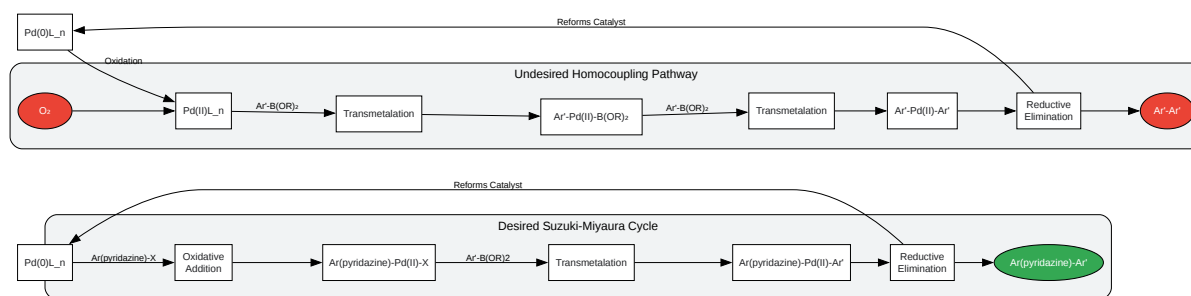 Reforms Catalyst
Pd(0)L_n
Oxidation
Undesired Homocoupling Pathway
O₂
Pd(II)L_n
Ar'-B(OR)₂
Transmetalation
Ar'-Pd(II)-B(OR)₂
Ar'-B(OR)₂
Transmetalation
Ar'-Pd(II)-Ar'
Reductive
Elimination
Ar'-Ar'
Reforms Catalyst
Desired Suzuki-Miyaura Cycle
Pd(0)L_n
Ar(pyridazine)-X
Oxidative
Addition
Ar(pyridazine)-Pd(II)-X
Ar'-B(OR)2
Transmetalation
Ar(pyridazine)-Pd(II)-Ar'
Reductive
Elimination
Ar(pyridazine)-Ar'